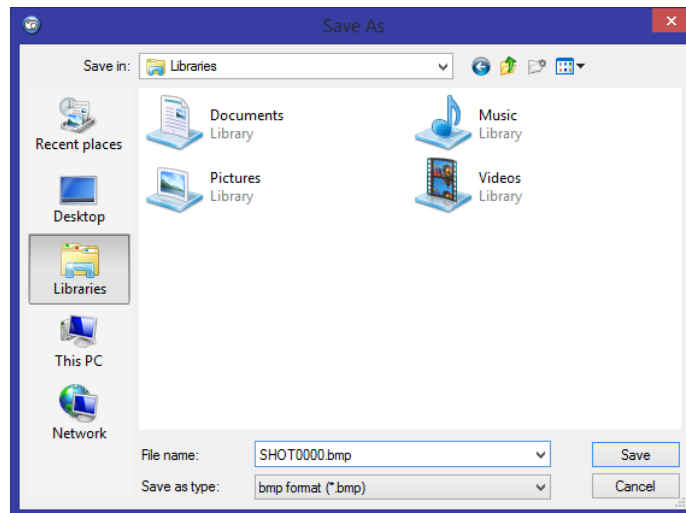 Save As
Save in:
Libraries
Recent places
Desktop
Libraries
This PC
Network
Documents
Library
Music
Library
Pictures
Library
Videos
Library
File name:
SHOT0000.bmp
Save
Save as type:
bmp format (*.bmp)
Cancel